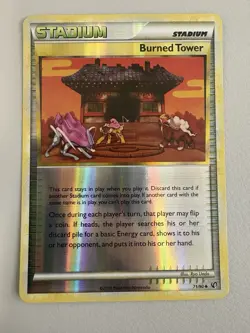 STADIUM
STADIUM
Burned Tower
This card stays in play when you play it. Discard this card if
another Stadium card comes into play. If another card with the
same name is in play, you can't play this card.
Once during each player's turn, that player may flip
a coin. If heads, the player searches his or her
discard pile for a basic Energy card, shows it to his
or her opponent, and puts it into his or her hand.
71/90